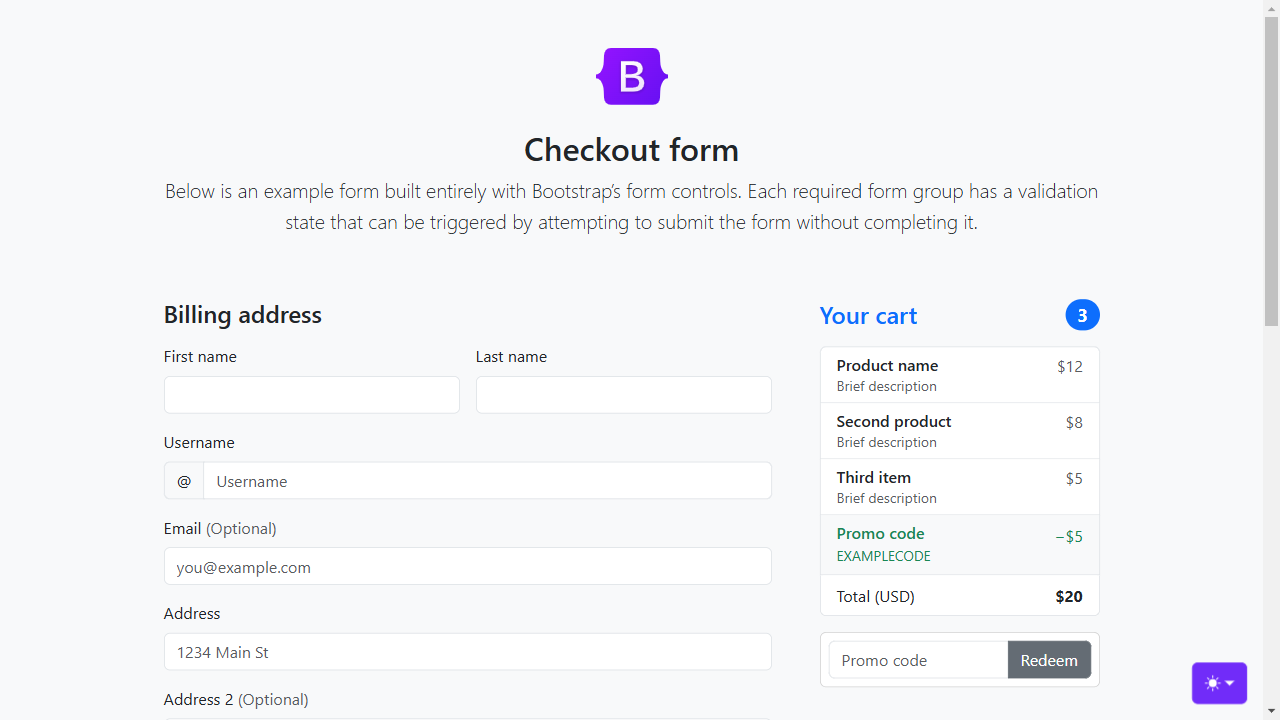 B
Checkout form
Below is an example form built entirely with Bootstrap’s form controls. Each required form group has a validation
state that can be triggered by attempting to submit the form without completing it.
Billing address
First name
Last name
Username
@ Username
Email (Optional)
you@example.com
Address
1234 Main St
Address 2 (Optional)
Your cart 3
Product name $12
Brief description
Second product $8
Brief description
Third item $5
Brief description
Promo code −$5
EXAMPLECODE
Total (USD) $20
Promo code Redeem